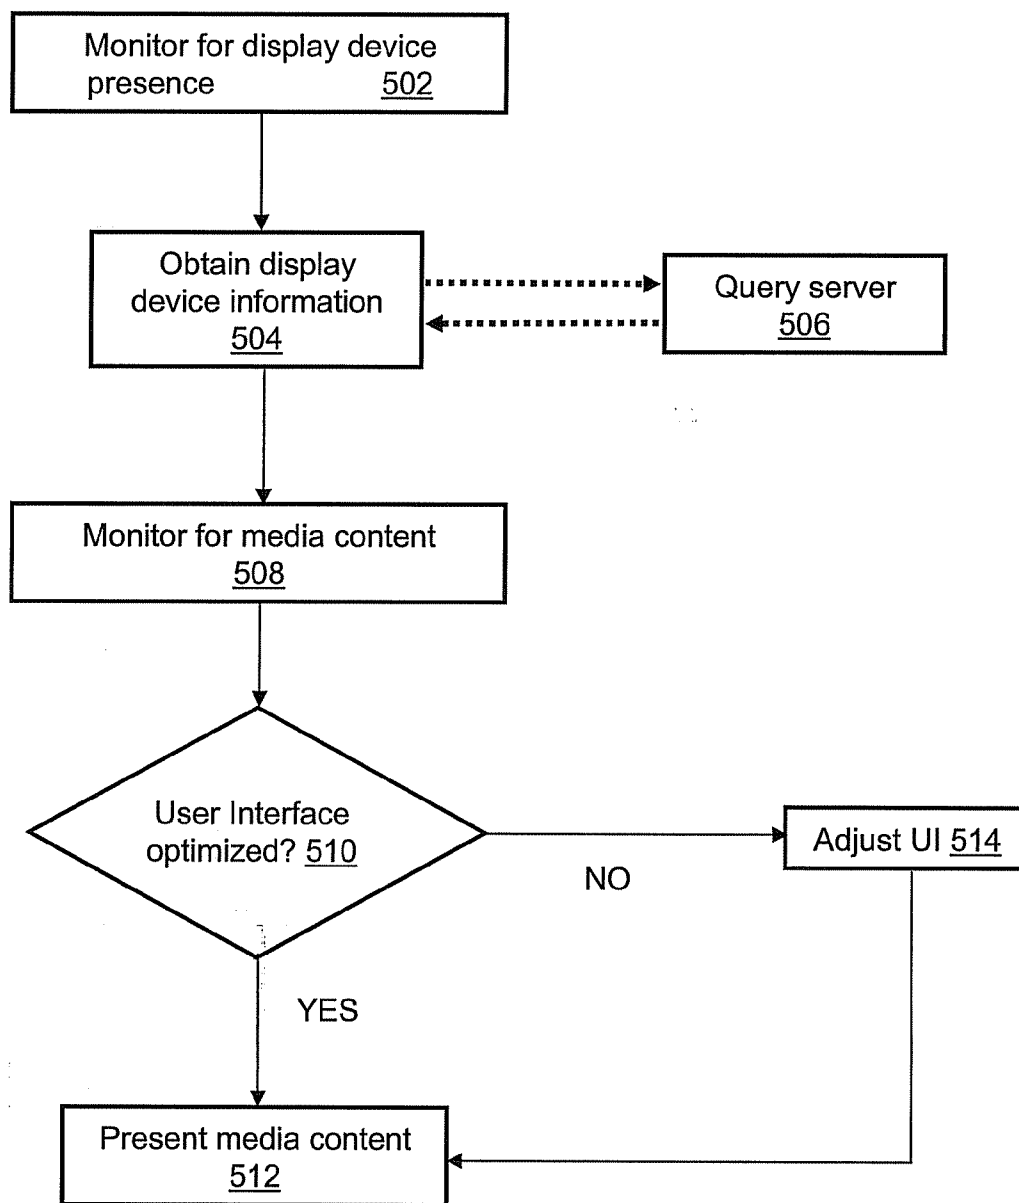 Monitor for display device
presence 502
Obtain display
device information
504
Query server
506
Monitor for media content
508
User Interface
optimized? 510
NO
Adjust UI 514
YES
Present media content
512